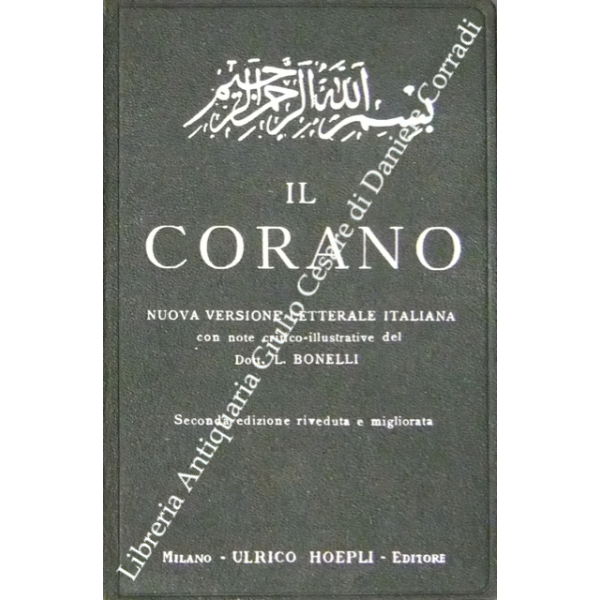 بسم الله الرحمن الرحيم
IL
CORANO
NUOVA VERSIONE LETTERALE ITALIANA
con note critico-illustrative del
Dott. L. BONELLI
Seconda edizione riveduta e migliorata
MILANO - ULRICO HOEPLI - EDITORE
Libreria Antiquaria Giulio Cesare di Daniele Corradi